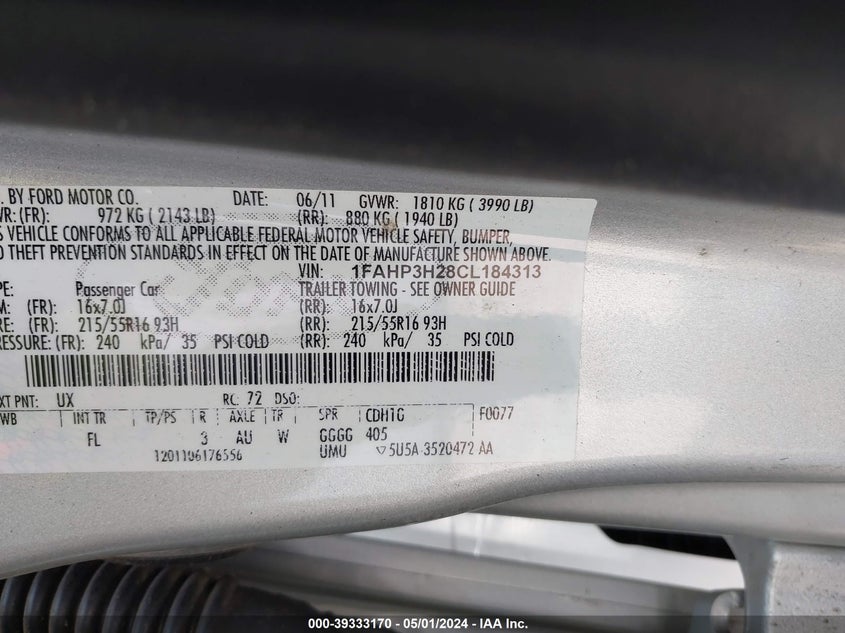 . BY FORD MOTOR CO. DATE: 06/11 GVWR: 1810 KG ( 3990 LB)
WR: (FR): 972 KG ( 2143 LB) (RR): 880 KG ( 1940 LB)
S VEHICLE CONFORMS TO ALL APPLICABLE FEDERAL MOTOR VEHICLE SAFETY, BUMPER,
D THEFT PREVENTION STANDARDS IN EFFECT ON THE DATE OF MANUFACTURE SHOWN ABOVE.
VIN: 1FAHP3H28CL184313
PE: Passenger Car TRAILER TOWING - SEE OWNER GUIDE
M: (FR): 16x7.0J (RR): 16x7.0J
RE: (FR): 215/55R16 93H (RR): 215/55R16 93H
RESSURE: (FR): 240 kPa/ 35 PSI COLD (RR): 240 kPa/ 35 PSI COLD
XT PNT: UX RC: 72 DSO:
WB INT TR TP/PS R AXLE TR SPR CDH1G F0077
FL 3 AU W GGGG 405
1201106176556 UMU ▽5U5A 3520472 AA
000-39333170 - 05/01/2024 - IAA Inc.